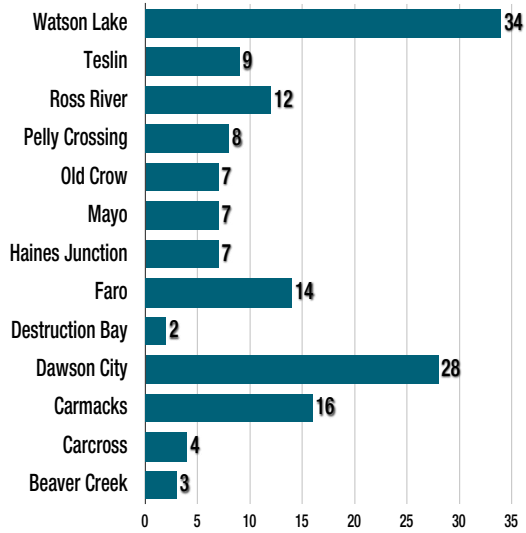 Watson Lake 34
Teslin 9
Ross River 12
Pelly Crossing 8
Old Crow 7
Mayo 7
Haines Junction 7
Faro 14
Destruction Bay 2
Dawson City 28
Carmacks 16
Carcross 4
Beaver Creek 3
0 5 10 15 20 25 30 35